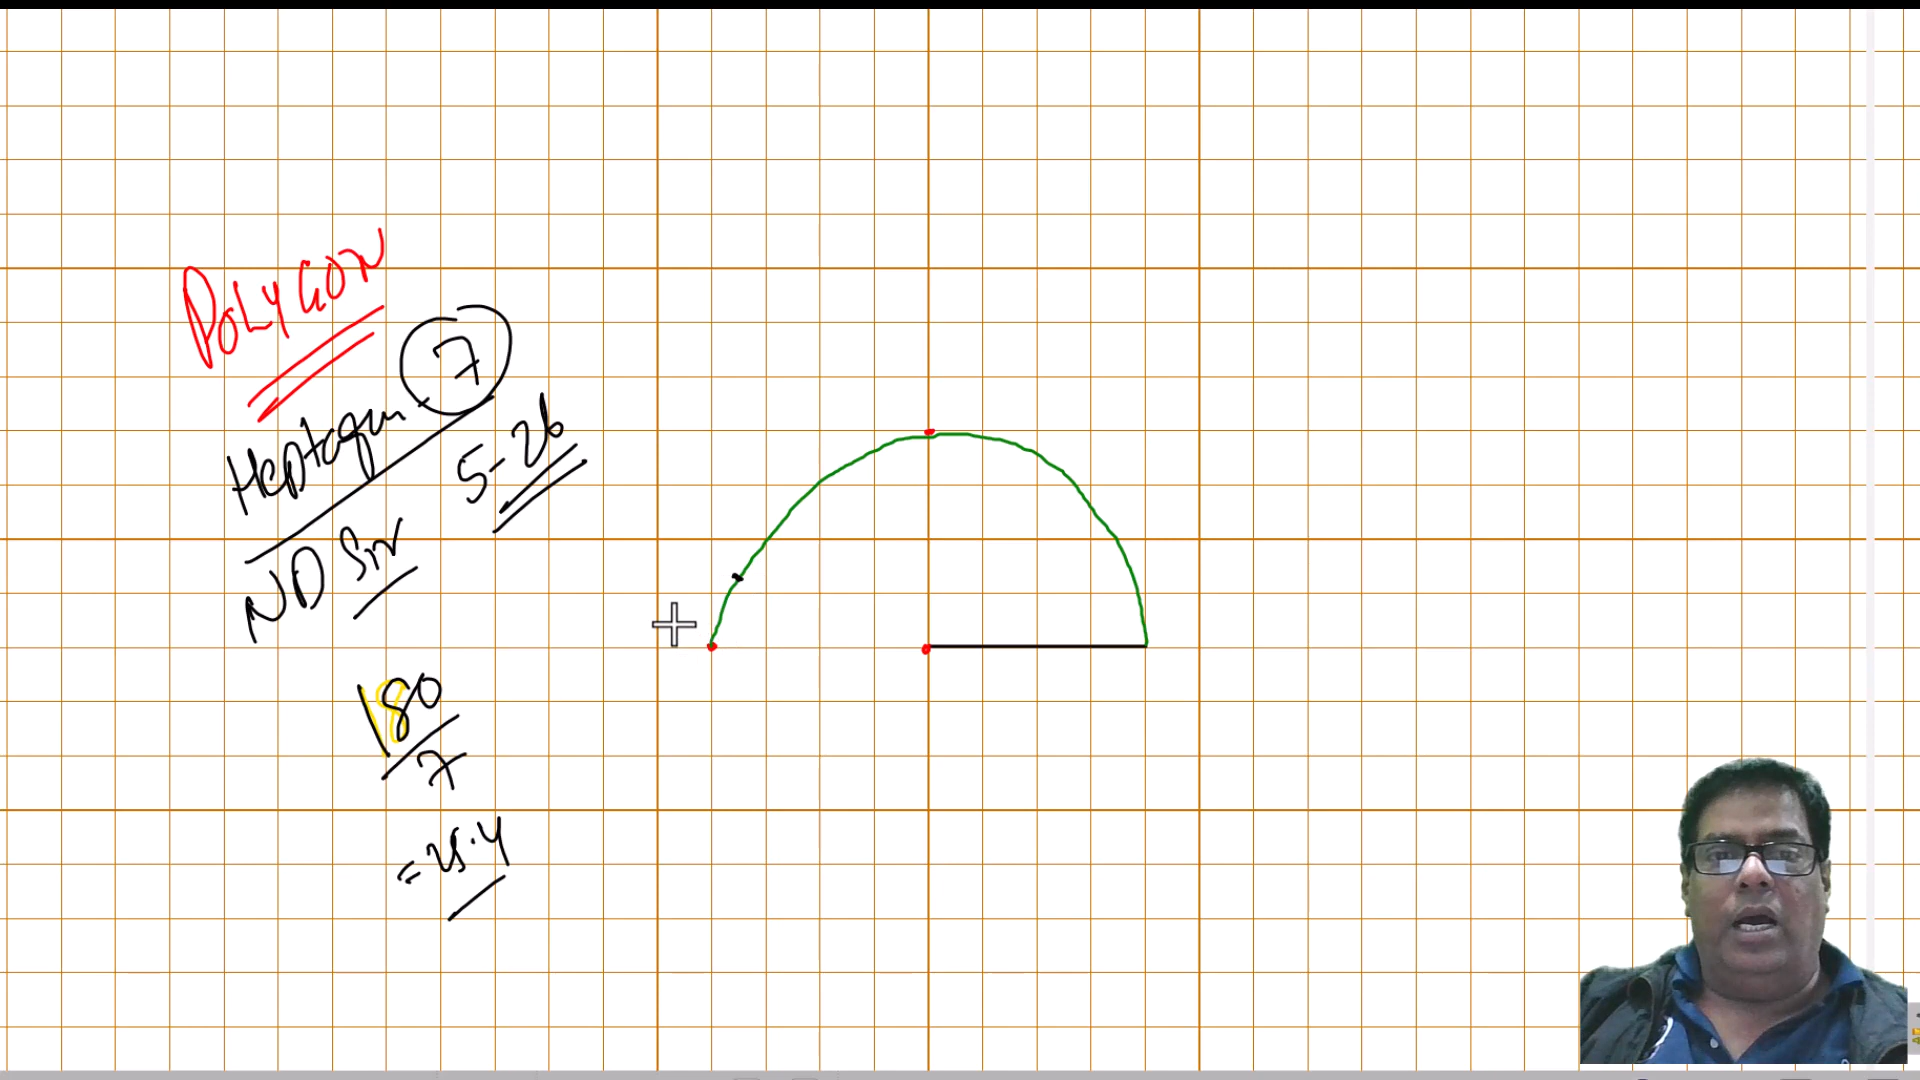 POLYGON
Heptagon - 7
5-26
ND Sir
180
7
= 25.4